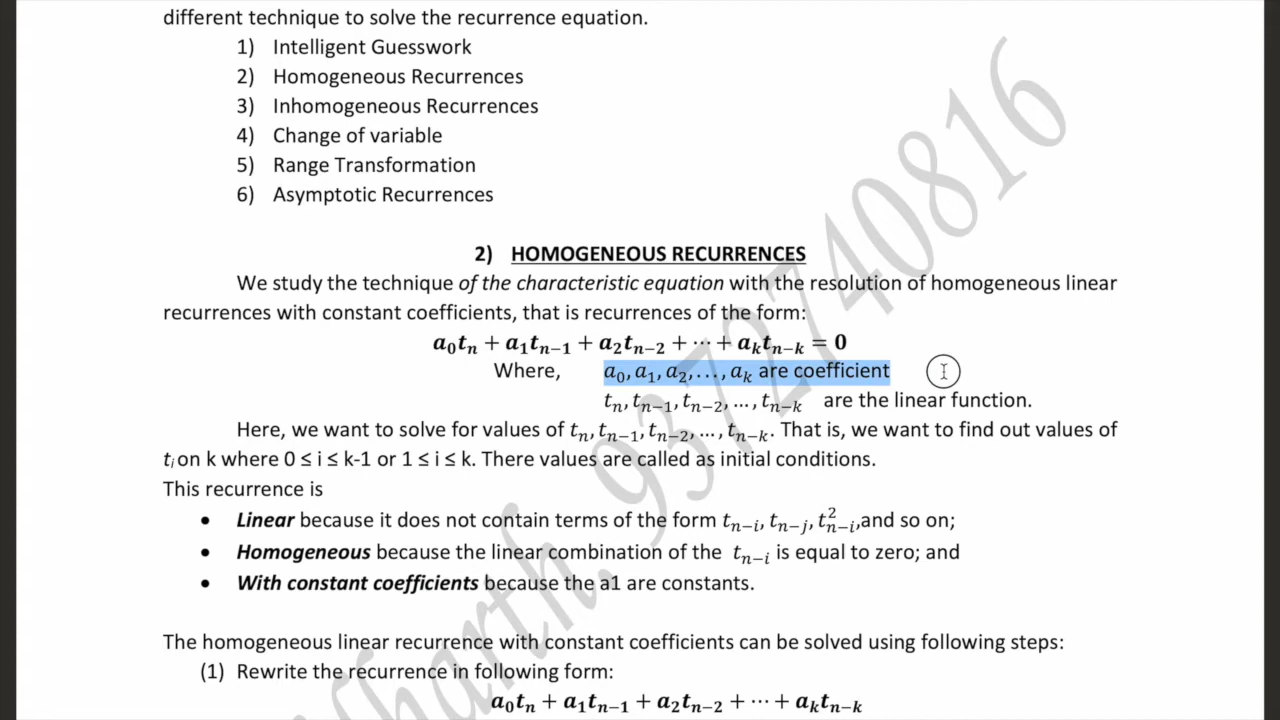 different technique to solve the recurrence equation.
1) Intelligent Guesswork
2) Homogeneous Recurrences
3) Inhomogeneous Recurrences
4) Change of variable
5) Range Transformation
6) Asymptotic Recurrences
2) HOMOGENEOUS RECURRENCES
We study the technique of the characteristic equation with the resolution of homogeneous linear
recurrences with constant coefficients, that is recurrences of the form:
a₀tₙ + a₁tₙ₋₁ + a₂tₙ₋₂ + ⋯ + aₖtₙ₋ₖ = 0
Where, a₀, a₁, a₂, . . . , aₖ are coefficient
tₙ, tₙ₋₁, tₙ₋₂, ... , tₙ₋ₖ are the linear function.
Here, we want to solve for values of tₙ, tₙ₋₁, tₙ₋₂, ... , tₙ₋ₖ. That is, we want to find out values of
tᵢ on k where 0 ≤ i ≤ k-1 or 1 ≤ i ≤ k. There values are called as initial conditions.
This recurrence is
• Linear because it does not contain terms of the form t_{n-i}, t_{n-j}, t²_{n-i}, and so on;
• Homogeneous because the linear combination of the t_{n-i} is equal to zero; and
• With constant coefficients because the a1 are constants.
The homogeneous linear recurrence with constant coefficients can be solved using following steps:
(1) Rewrite the recurrence in following form:
a₀tₙ + a₁tₙ₋₁ + a₂tₙ₋₂ + ⋯ + aₖtₙ₋ₖ
harth. 9372740816